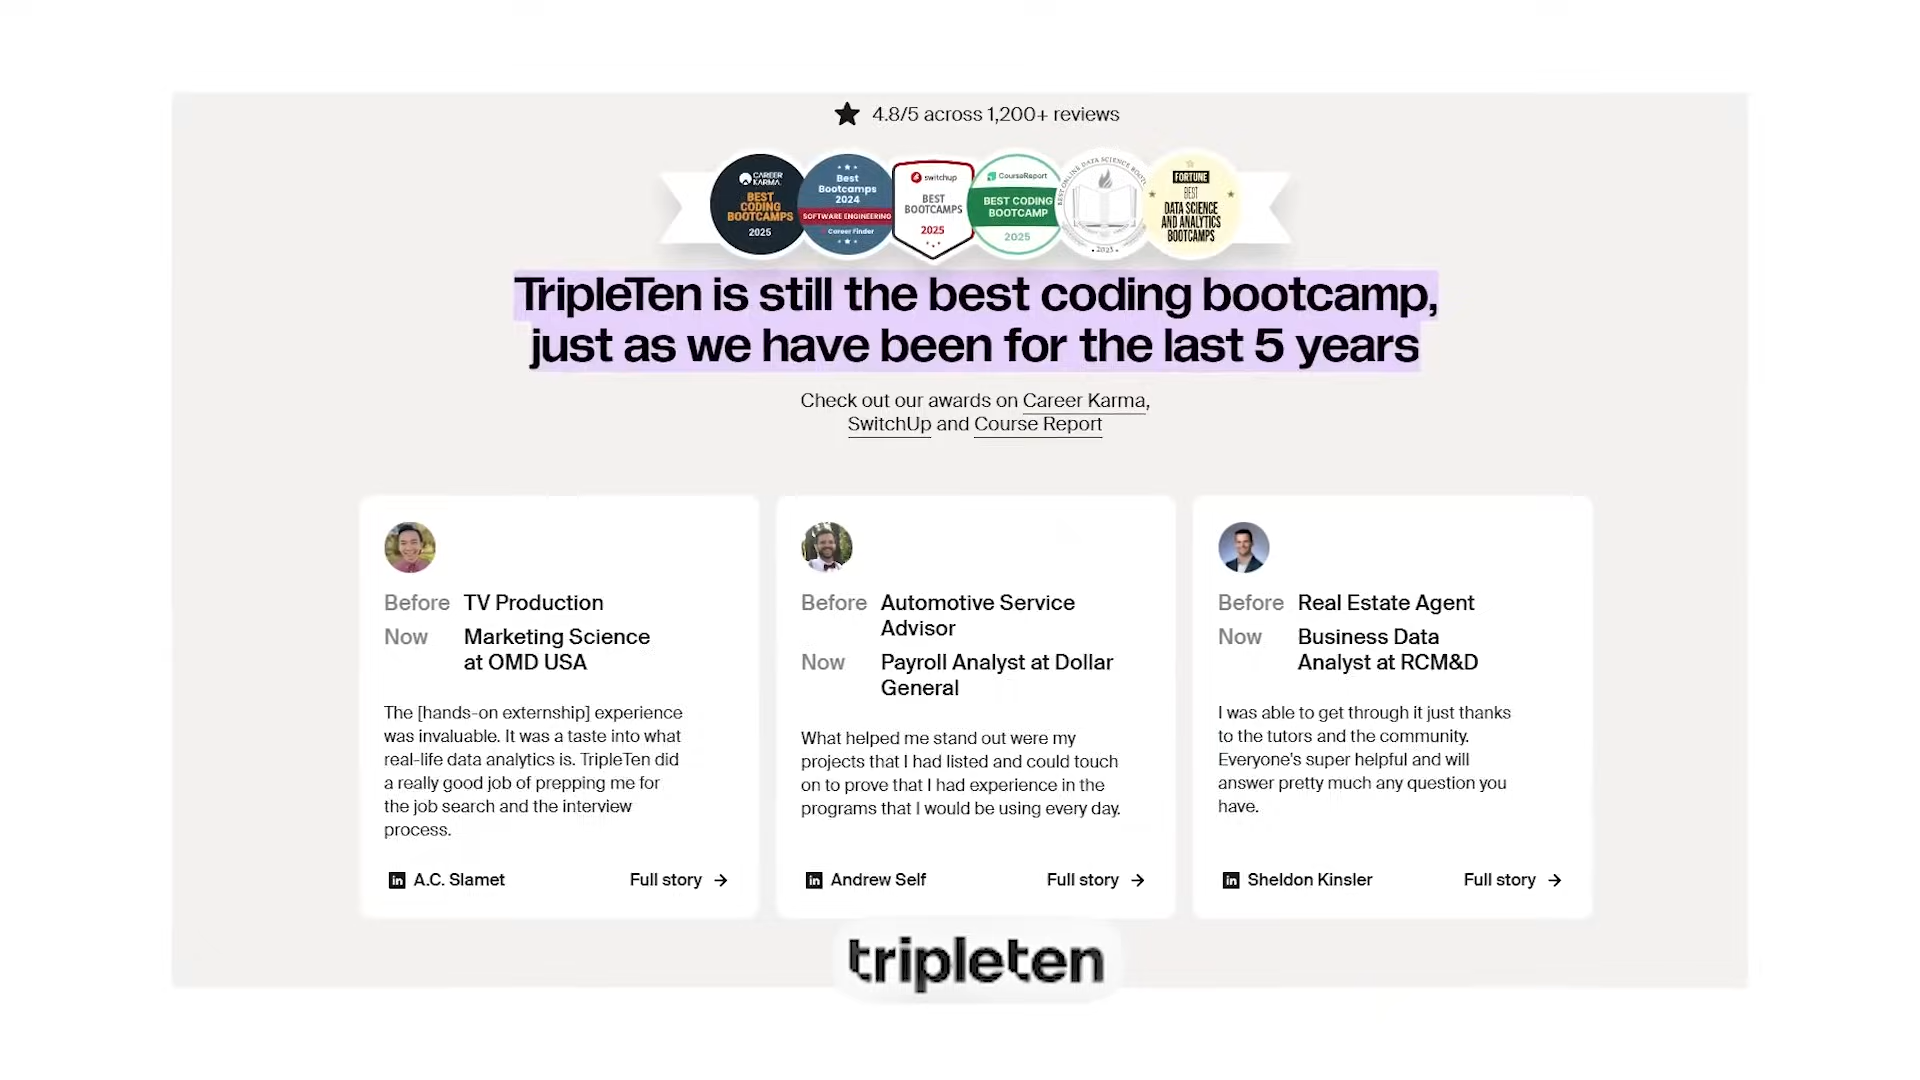 4.8/5 across 1,200+ reviews
CAREER
KARMA
BEST
CODING
BOOTCAMPS
2025
Best
Bootcamps
2024
SOFTWARE ENGINEERING
Career Finder
switchup
BEST
BOOTCAMPS
2025
CourseReport
BEST CODING
BOOTCAMP
2025
BEST ONLINE DATA SCIENCE
2023
FORTUNE
BEST
DATA SCIENCE
AND ANALYTICS
BOOTCAMPS
TripleTen is still the best coding bootcamp,
just as we have been for the last 5 years
Check out our awards on Career Karma,
SwitchUp and Course Report
Before TV Production
Now Marketing Science
at OMD USA
The [hands-on externship] experience
was invaluable. It was a taste into what
real-life data analytics is. TripleTen did
a really good job of prepping me for
the job search and the interview
process.
in A.C. Slamet
Full story →
Before Automotive Service
Advisor
Now Payroll Analyst at Dollar
General
What helped me stand out were my
projects that I had listed and could touch
on to prove that I had experience in the
programs that I would be using every day.
in Andrew Self
Full story →
Before Real Estate Agent
Now Business Data
Analyst at RCM&D
I was able to get through it just thanks
to the tutors and the community.
Everyone's super helpful and will
answer pretty much any question you
have.
in Sheldon Kinsler
Full story →
tripleten